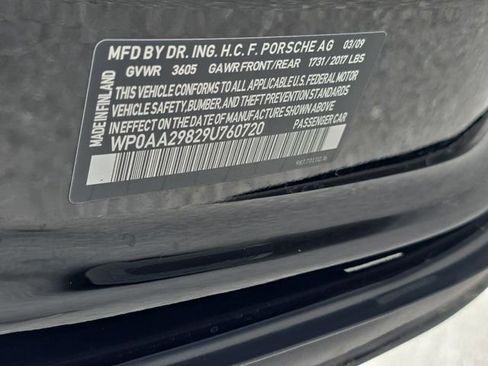 MFD BY DR. ING. H.C. F. PORSCHE AG 03/09
GVWR 3605 GAWR FRONT/REAR 1731/2017 LBS
THIS VEHICLE CONFORMS TO ALL APPLICABLE U.S. FEDERAL MOTOR
VEHICLE SAFETY, BUMPER, AND THEFT PREVENTION STANDARDS
IN EFFECT ON THE DATE OF MANUFACTURE SHOWN ABOVE.
WP0AA29829U760720 PASSENGER CAR
MADE IN FINLAND